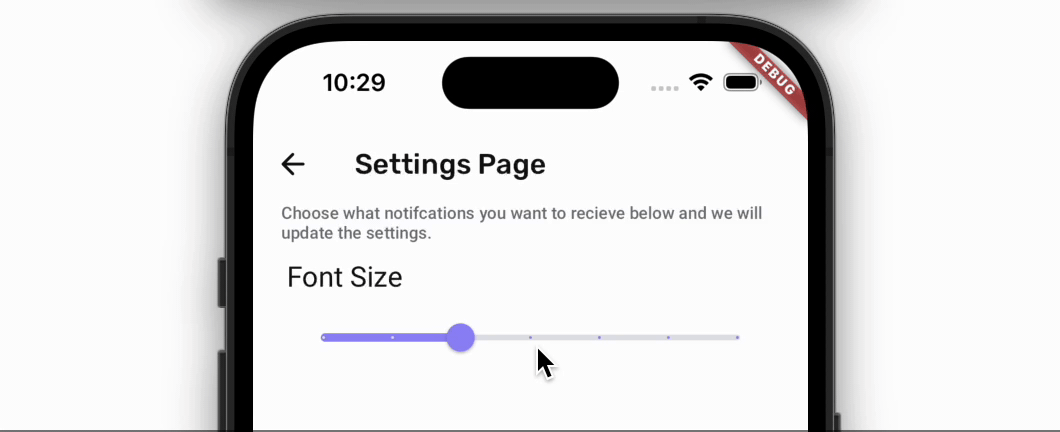 10:29
DEBUG
Settings Page
Choose what notifcations you want to recieve below and we will
update the settings.
Font Size